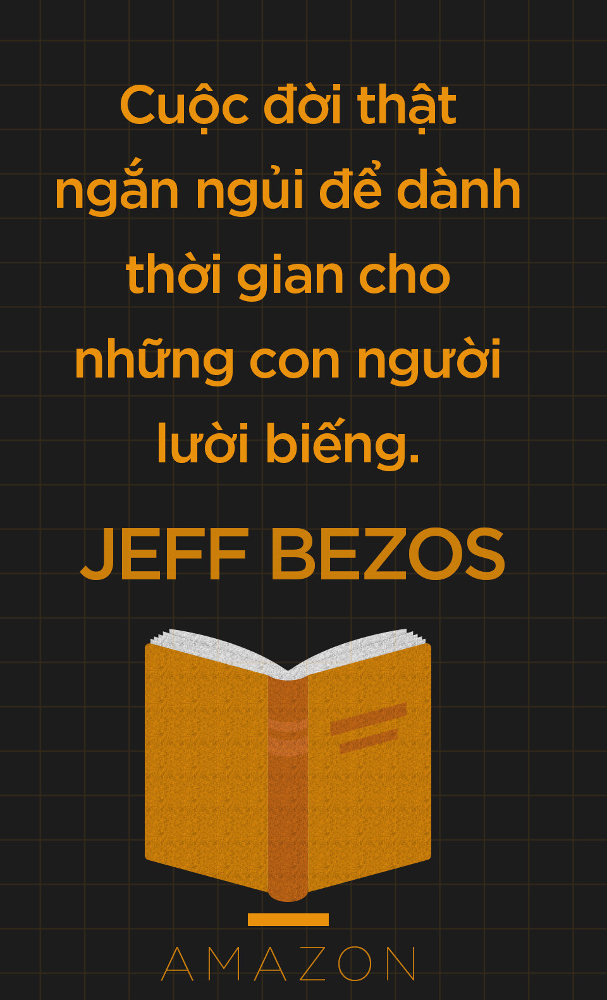 Cuộc đời thật
ngắn ngủi để dành
thời gian cho
những con người
lười biếng.
JEFF BEZOS
AMAZON